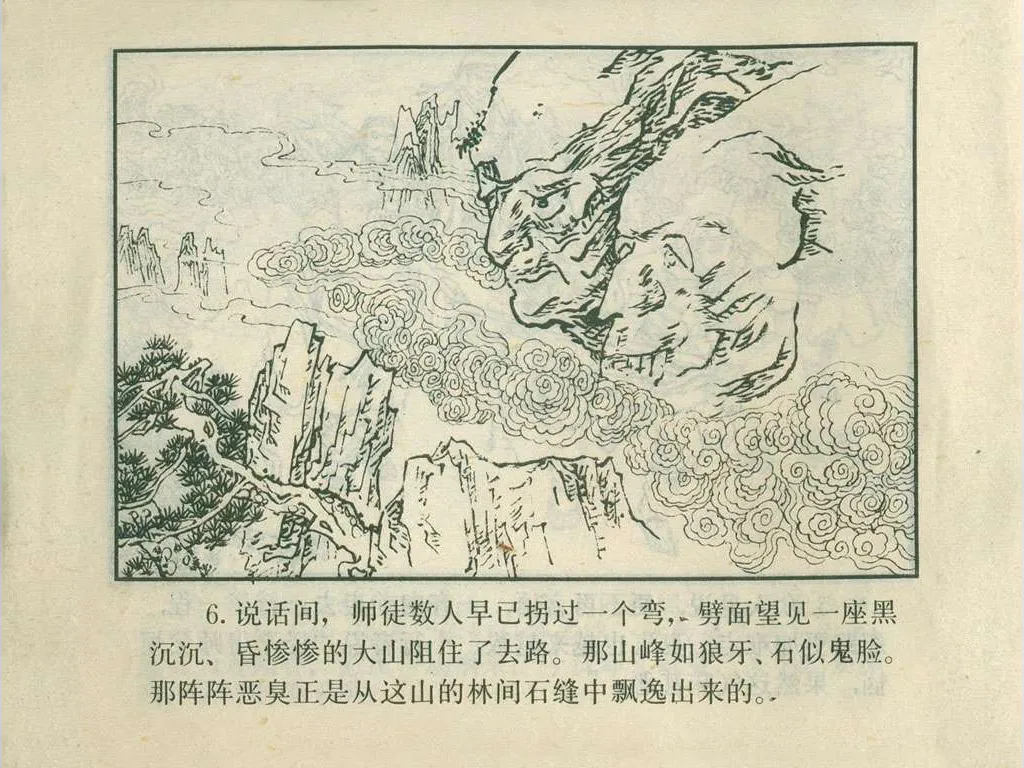 6. 说话间，师徒数人早已拐过一个弯，劈面望见一座黑
沉沉、昏惨惨的大山阻住了去路。那山峰如狼牙、石似鬼脸。
那阵阵恶臭正是从这山的林间石缝中飘逸出来的。